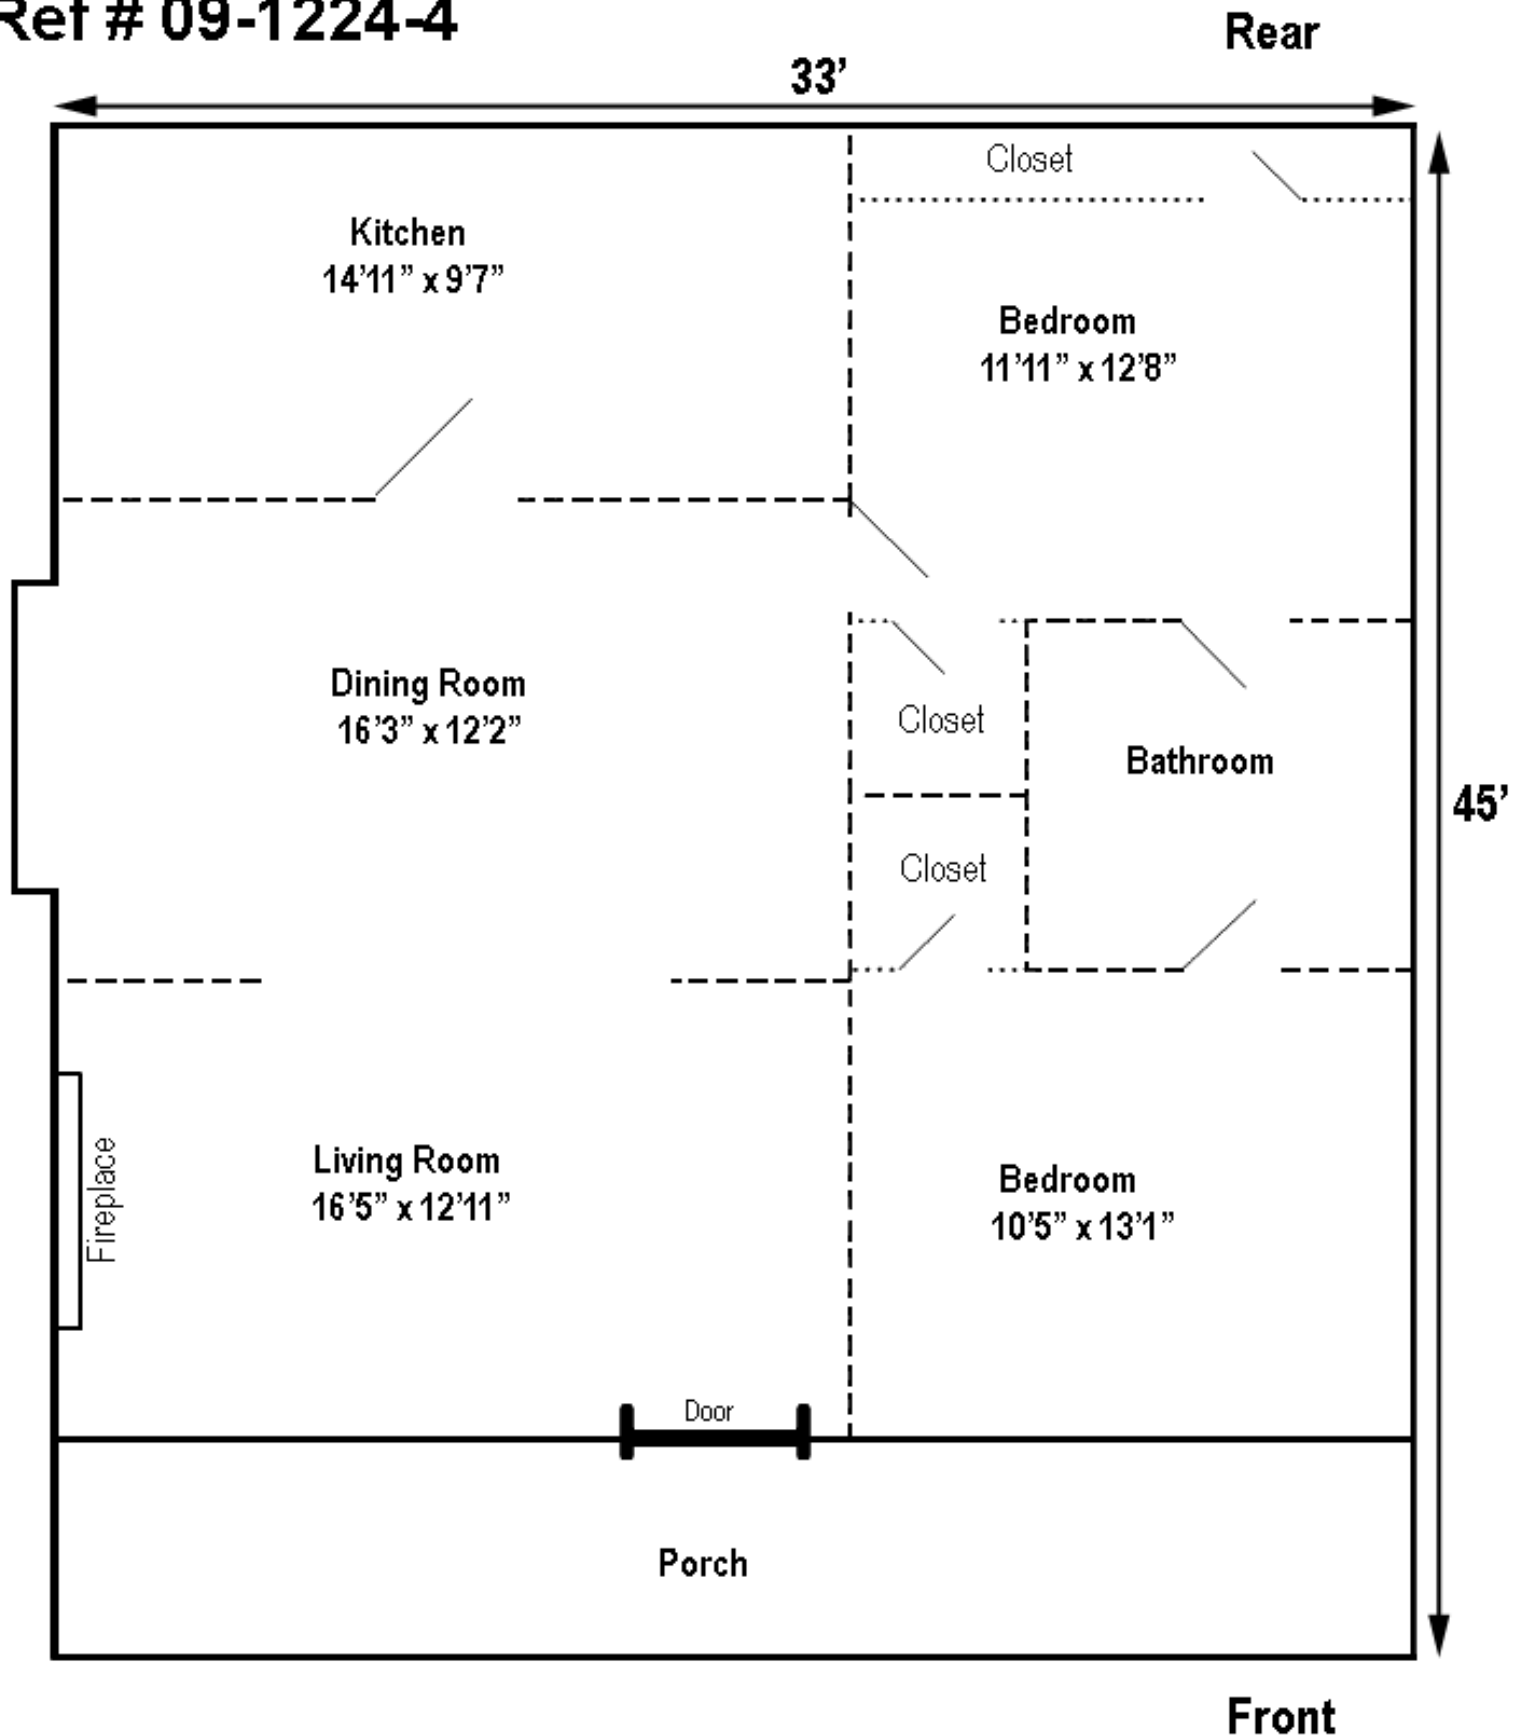 Ref # 09-1224-4
Rear
33’
Closet
Kitchen
14’11” x 9’7”
Bedroom
11’11” x 12’8”
Dining Room
16’3” x 12’2”
Closet
Bathroom
45’
Closet
Living Room
16’5” x 12’11”
Fireplace
Bedroom
10’5” x 13’1”
Door
Porch
Front